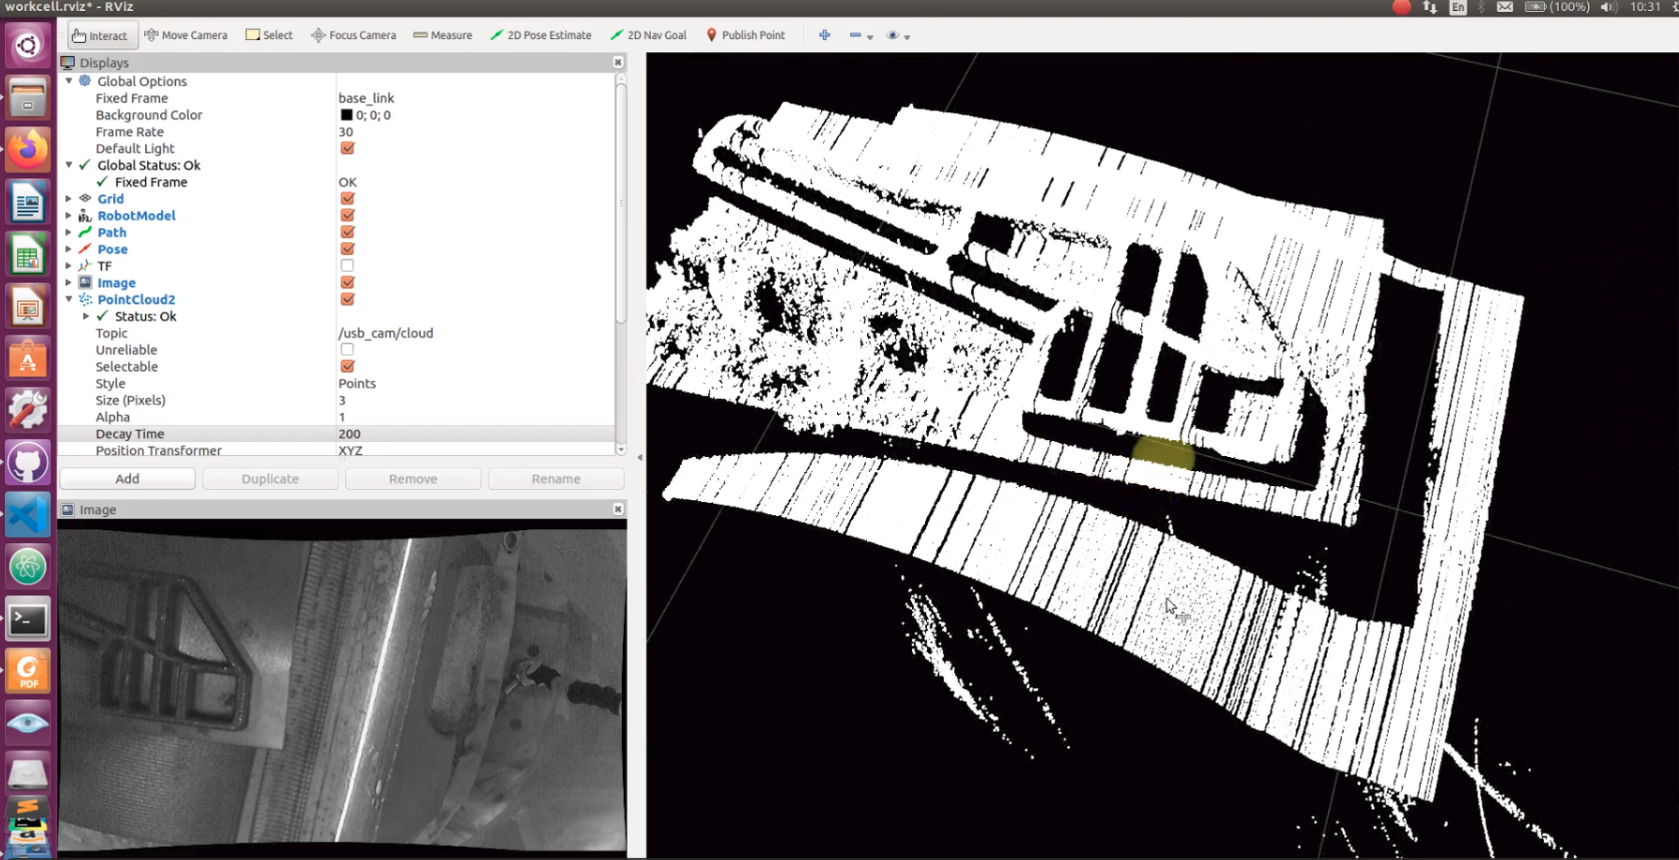 workcell.rviz* - RViz
En
(100%)
10:31
Interact
Move Camera
Select
Focus Camera
Measure
2D Pose Estimate
2D Nav Goal
Publish Point
Displays
Global Options
Fixed Frame base_link
Background Color 0; 0; 0
Frame Rate 30
Default Light
Global Status: Ok
Fixed Frame OK
Grid
RobotModel
Path
Pose
TF
Image
PointCloud2
Status: Ok
Topic /usb_cam/cloud
Unreliable
Selectable
Style Points
Size (Pixels) 3
Alpha 1
Decay Time 200
Position Transformer XYZ
Add
Duplicate
Remove
Rename
Image
PDF